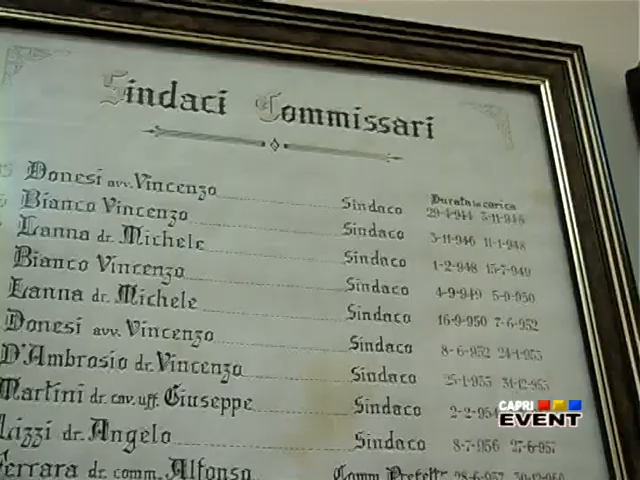 Sindaci Commissari
Durata in carica
Donesi avv. Vincenzo Sindaco 29-4-944 3-11-946
Bianco Vincenzo Sindaco 3-11-946 11-1-948
Lanna dr. Michele Sindaco 1-2-948 15-7-949
Bianco Vincenzo Sindaco 4-9-949 5-9-950
Lanna dr. Michele Sindaco 16-9-950 7-6-952
Donesi avv. Vincenzo Sindaco 8-6-952 24-1-955
D'Ambrosio dr. Vincenzo Sindaco 25-1-955 31-12-955
Martini dr. cav. uff. Giuseppe Sindaco 2-2-954
Lizzi dr. Angelo Sindaco 8-7-956 27-6-957
Ferrara dr. comm. Alfonso Comm. Prefett. 28-6-957
CAPRI
EVENT